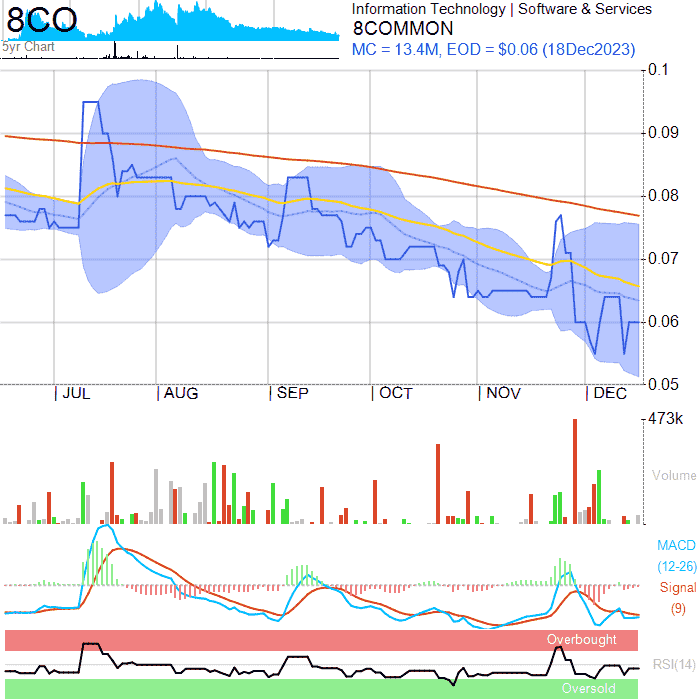 8CO
5yr Chart
Information Technology | Software & Services
8COMMON
MC = 13.4M, EOD = $0.06 (18Dec2023)
0.1
0.09
0.08
0.07
0.06
0.05
JUL AUG SEP OCT NOV DEC
473k
Volume
MACD
(12-26)
Signal
(9)
Overbought
RSI(14)
Oversold